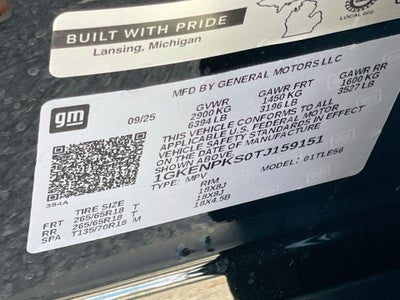 BUILT WITH PRIDE
Lansing, Michigan
LOCAL 602
gm
09/25
MFD BY GENERAL MOTORS LLC
GVWR GAWR FRT GAWR RR
2900 KG 1450 KG 1600 KG
6394 LB 3196 LB 3527 LB
THIS VEHICLE CONFORMS TO ALL
APPLICABLE U.S. FEDERAL MOTOR
VEHICLE SAFETY STANDARDS IN EFFECT
ON THE DATE OF MANUFACTURE
SHOWN ABOVE.
1GKENPKS0TJ159151
TYPE: MPV MODEL: 01TLE56
394A
TIRE SIZE RIM
FRT 265/65R18 T 18X8J
RR 265/65R18 T 18X8J
SPA T135/70R18 M 18X4.5B